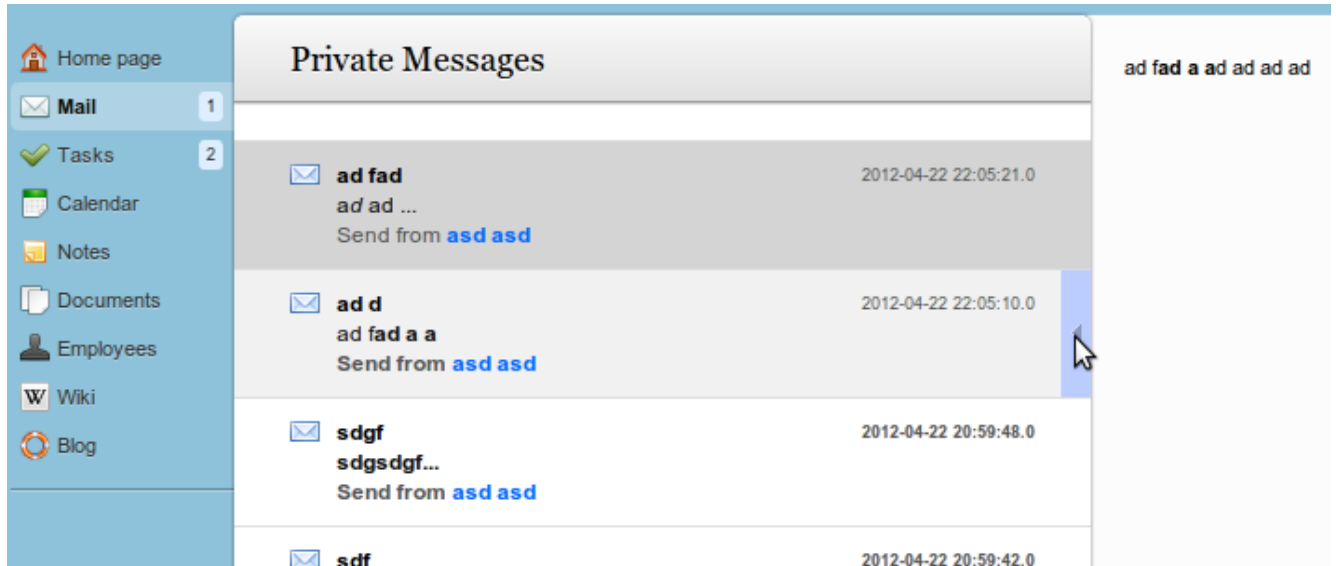 Home page
Mail 1
Tasks 2
Calendar
Notes
Documents
Employees
W Wiki
Blog
Private Messages
ad fad 2012-04-22 22:05:21.0
ad ad ...
Send from asd asd
ad d 2012-04-22 22:05:10.0
ad fad a a
Send from asd asd
sdgf 2012-04-22 20:59:48.0
sdgsdgf...
Send from asd asd
sdf 2012-04-22 20:59:42.0
ad fad a ad ad ad ad